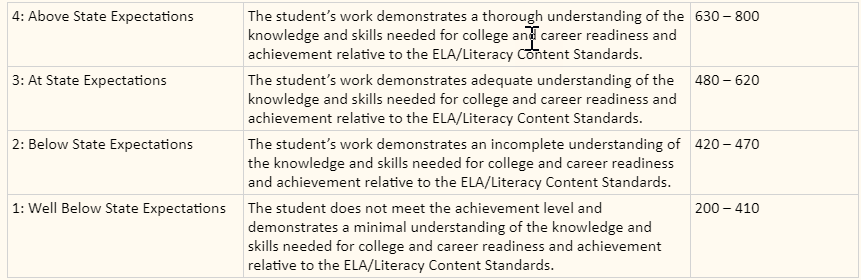 4: Above State Expectations
The student's work demonstrates a thorough understanding of the
knowledge and skills needed for college and career readiness and
achievement relative to the ELA/Literacy Content Standards.
630 – 800
3: At State Expectations
The student's work demonstrates adequate understanding of the
knowledge and skills needed for college and career readiness and
achievement relative to the ELA/Literacy Content Standards.
480 – 620
2: Below State Expectations
The student's work demonstrates an incomplete understanding of
the knowledge and skills needed for college and career readiness
and achievement relative to the ELA/Literacy Content Standards.
420 – 470
1: Well Below State Expectations
The student does not meet the achievement level and
demonstrates a minimal understanding of the knowledge and
skills needed for college and career readiness and achievement
relative to the ELA/Literacy Content Standards.
200 – 410